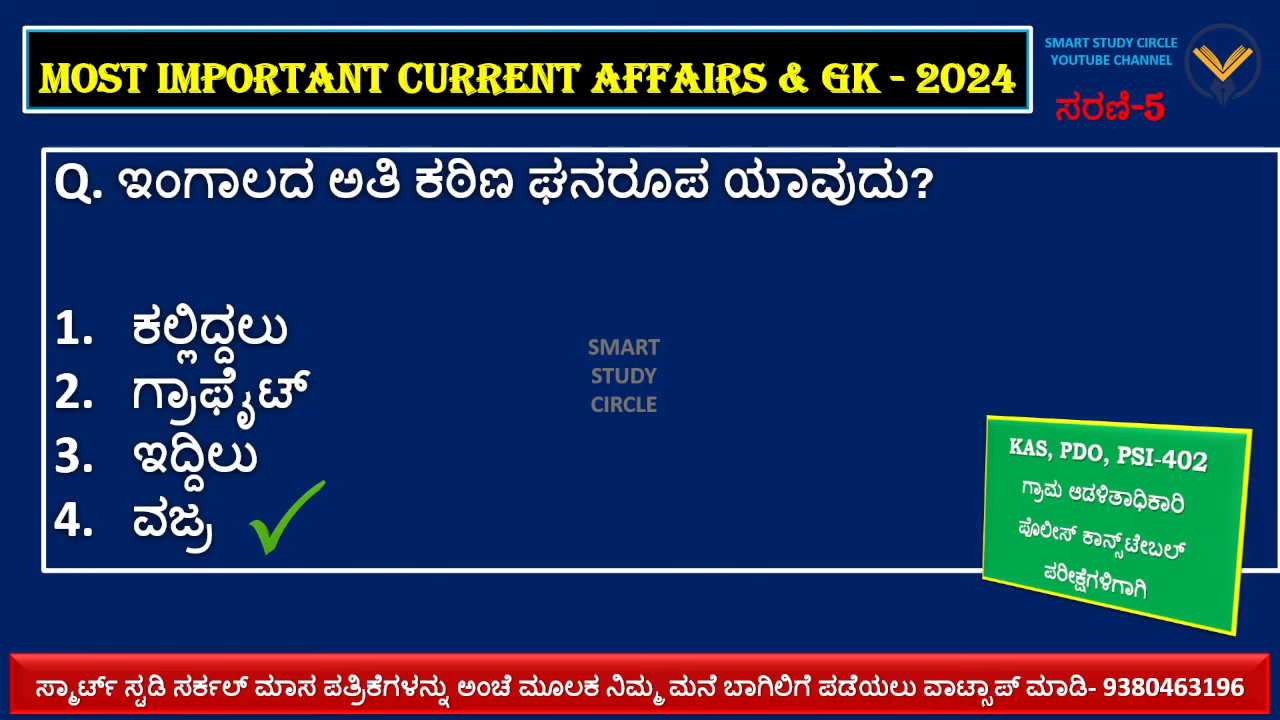 MOST IMPORTANT CURRENT AFFAIRS & GK - 2024
SMART STUDY CIRCLE
YOUTUBE CHANNEL
ಸರಣಿ-5
Q. ಇಂಗಾಲದ ಅತಿ ಕಠಿಣ ಘನರೂಪ ಯಾವುದು?
1. ಕಲ್ಲಿದ್ದಲು
2. ಗ್ರಾಫೈಟ್
3. ಇದ್ದಿಲು
4. ವಜ್ರ
SMART
STUDY
CIRCLE
KAS, PDO, PSI-402
ಗ್ರಾಮ ಆಡಳಿತಾಧಿಕಾರಿ
ಪೊಲೀಸ್ ಕಾನ್ಸ್‌ಟೇಬಲ್
ಪರೀಕ್ಷೆಗಳಿಗಾಗಿ
ಸ್ಮಾರ್ಟ್ ಸ್ಟಡಿ ಸರ್ಕಲ್ ಮಾಸ ಪತ್ರಿಕೆಗಳನ್ನು ಅಂಚೆ ಮೂಲಕ ನಿಮ್ಮ ಮನೆ ಬಾಗಿಲಿಗೆ ಪಡೆಯಲು ವಾಟ್ಸಾಪ್ ಮಾಡಿ- 9380463196